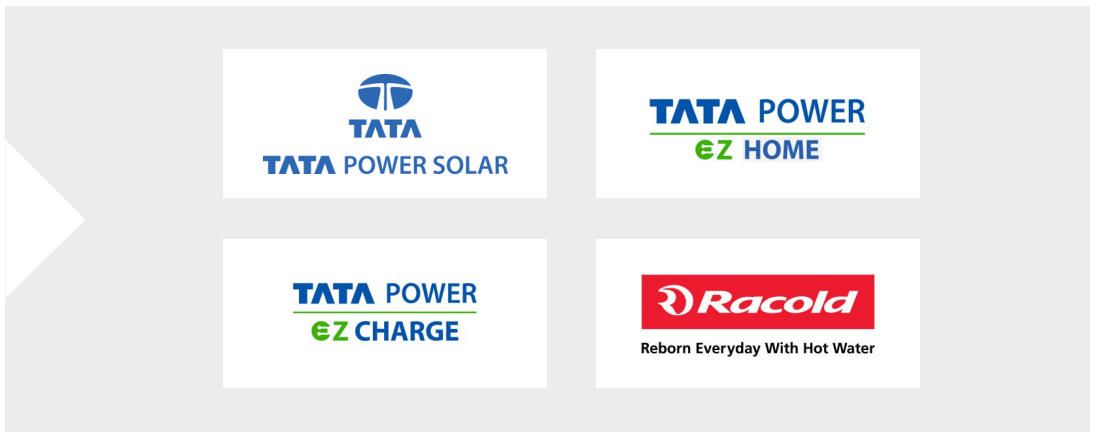 TATA
TATA POWER SOLAR
TATA POWER
EZ HOME
TATA POWER
EZ CHARGE
Racold
Reborn Everyday With Hot Water